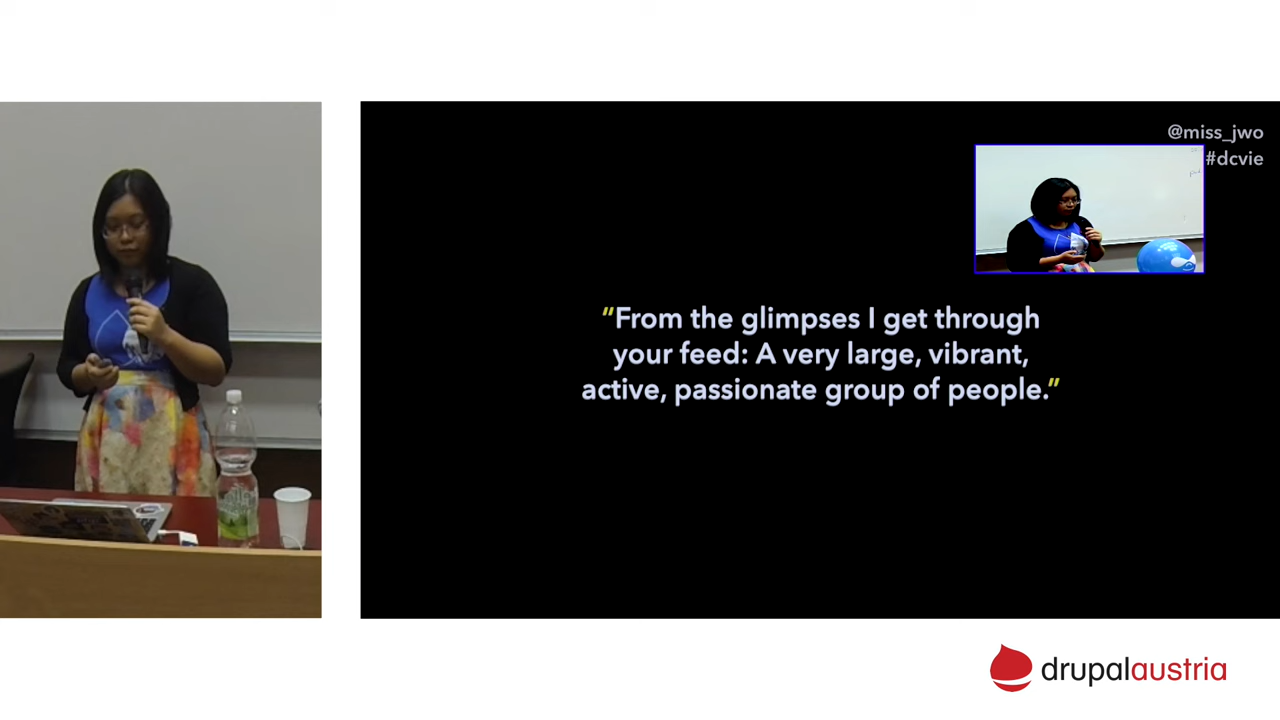 @miss_jwo
#dcvie
“From the glimpses I get through
your feed: A very large, vibrant,
active, passionate group of people.”
drupalaustria